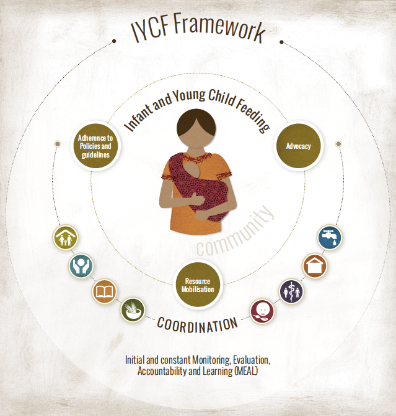 IYCF Framework
Infant and Young Child Feeding
Adherence to
Policies and
guidelines
Advocacy
community
Resource
Mobilisation
COORDINATION
Initial and constant Monitoring, Evaluation,
Accountability and Learning (MEAL)